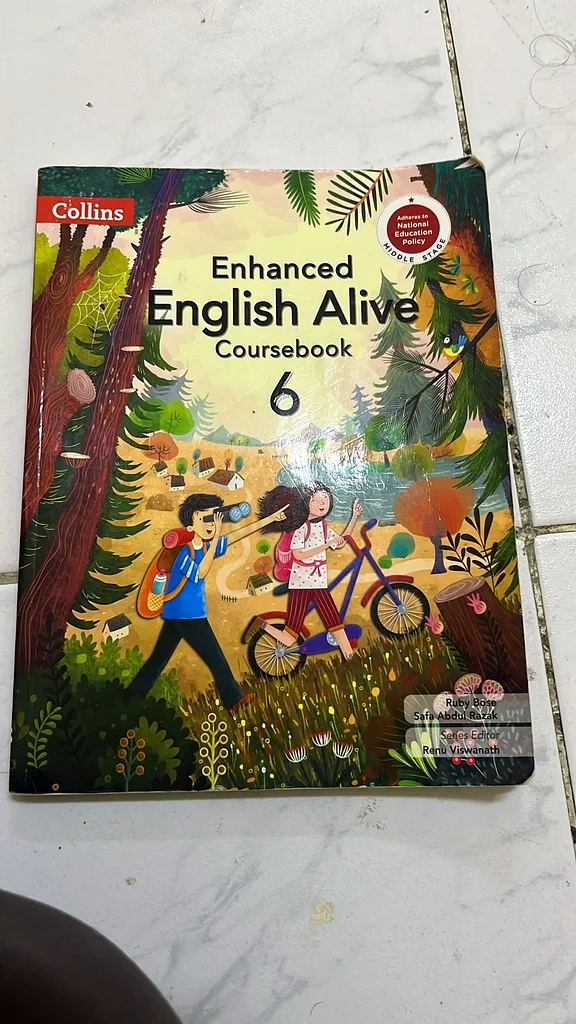 Collins
Adheres to
National
Education
Policy
MIDDLE STAGE
Enhanced
English Alive
Coursebook
6
Ruby Bose
Safa Abdul Razak
Series Editor
Renu Viswanath